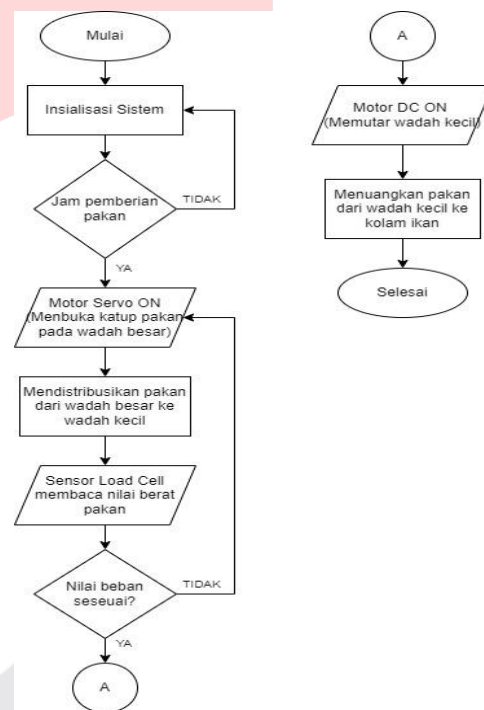 Mulai
Insialisasi Sistem
Jam pemberian
pakan
TIDAK
YA
Motor Servo ON
(Menbuka katup pakan
pada wadah besar)
Mendistribusikan pakan
dari wadah besar ke
wadah kecil
Sensor Load Cell
membaca nilai berat
pakan
Nilai beban
seseuai?
TIDAK
YA
A
A
Motor DC ON
(Memutar wadah kecil)
Menuangkan pakan
dari wadah kecil ke
kolam ikan
Selesai